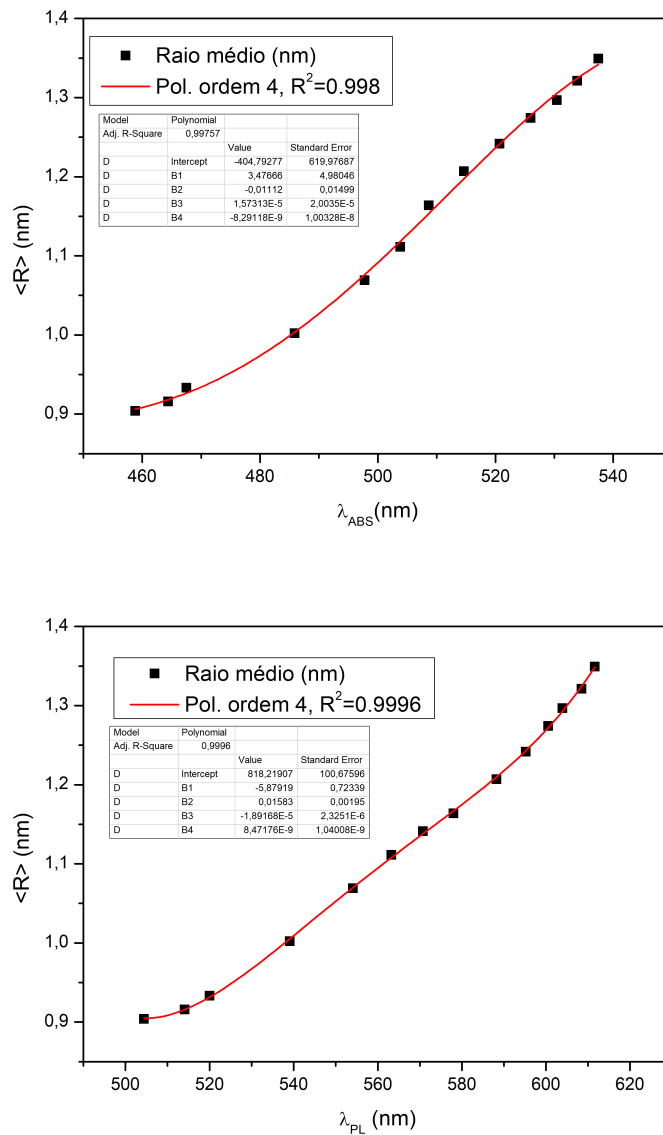 1,4
Raio médio (nm)
Pol. ordem 4, R²=0.998
1,3
Model Polynomial
Adj. R-Square 0,99757
Value Standard Error
D Intercept -404,79277 619,97687
D B1 3,47666 4,98046
D B2 -0,01112 0,01499
D B3 1,57313E-5 2,0035E-5
D B4 -8,29118E-9 1,00328E-8
1,2
1,1
<R> (nm)
1,0
0,9
460 480 500 520 540
λABS(nm)
1,4
Raio médio (nm)
Pol. ordem 4, R²=0.9996
1,3
Model Polynomial
Adj. R-Square 0,9996
Value Standard Error
D Intercept 818,21907 100,67596
D B1 -5,87919 0,72339
D B2 0,01583 0,00195
D B3 -1,89168E-5 2,3251E-6
D B4 8,47176E-9 1,04008E-9
1,2
1,1
<R> (nm)
1,0
0,9
500 520 540 560 580 600 620
λPL (nm)